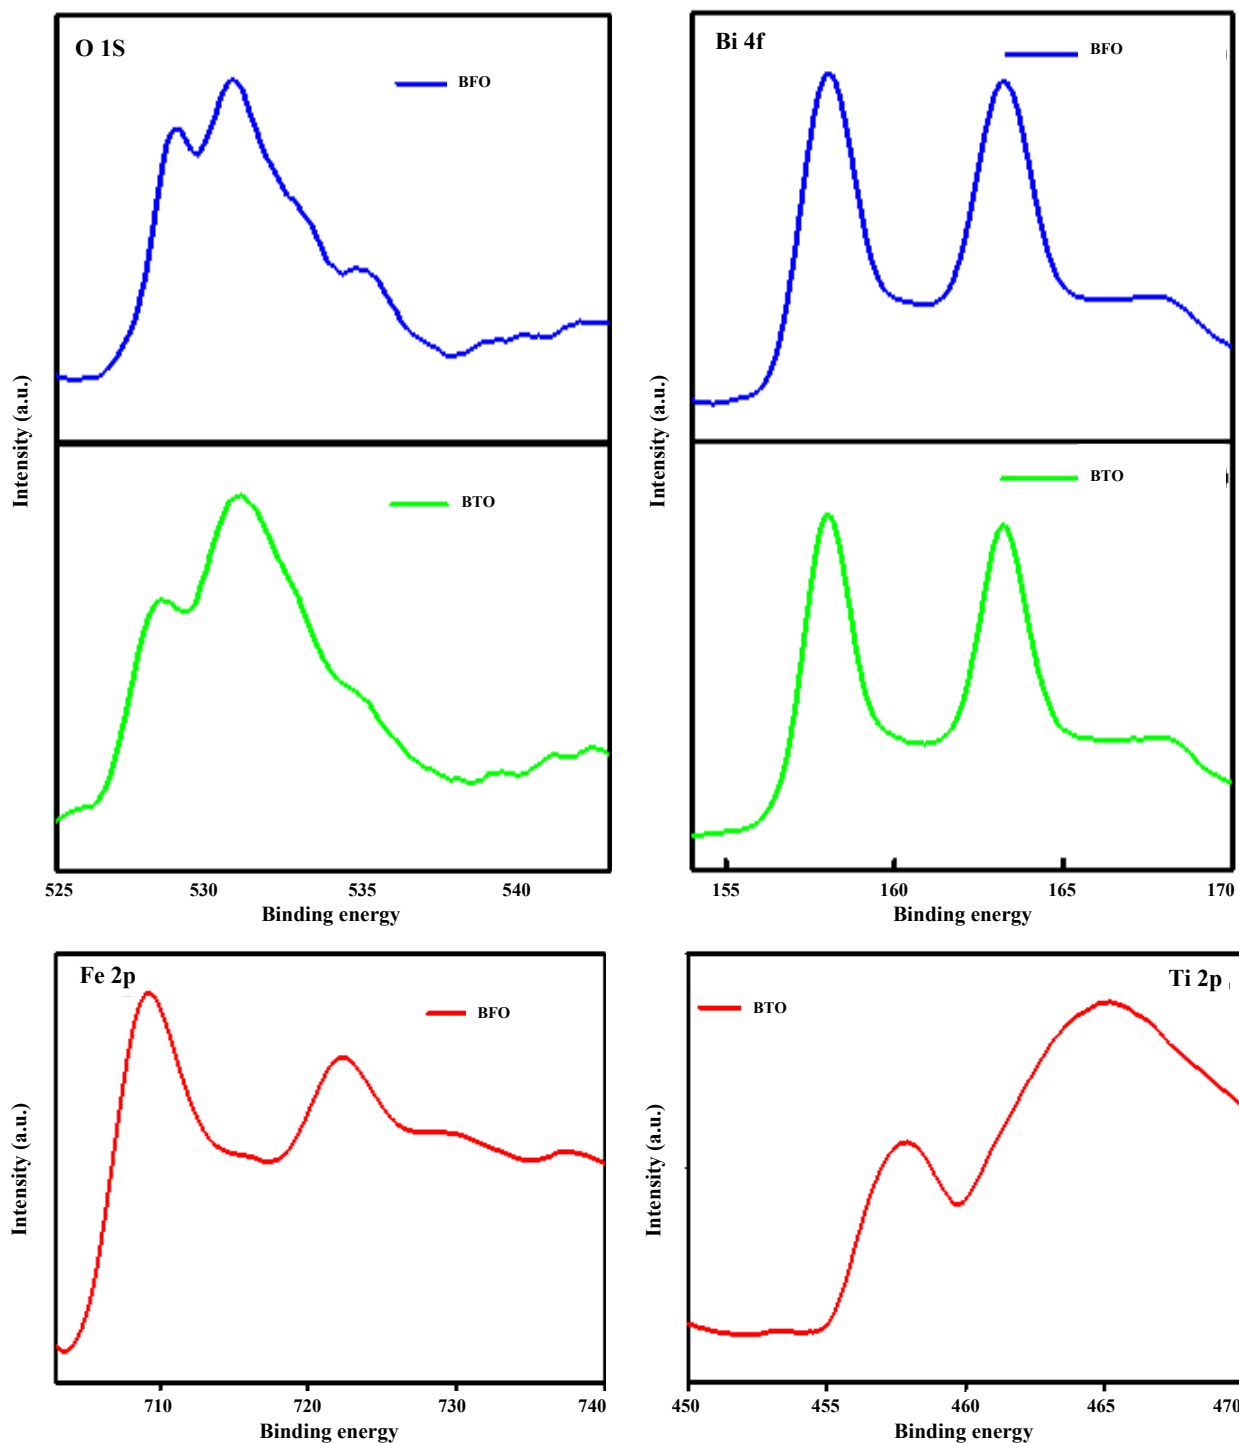 O 1S
BFO
Intensity (a.u.)
BTO
525 530 535 540
Binding energy
Bi 4f
BFO
Intensity (a.u.)
BTO
155 160 165 170
Binding energy
Fe 2p
BFO
Intensity (a.u.)
710 720 730 740
Binding energy
Ti 2p
BTO
Intensity (a.u.)
450 455 460 465 470
Binding energy